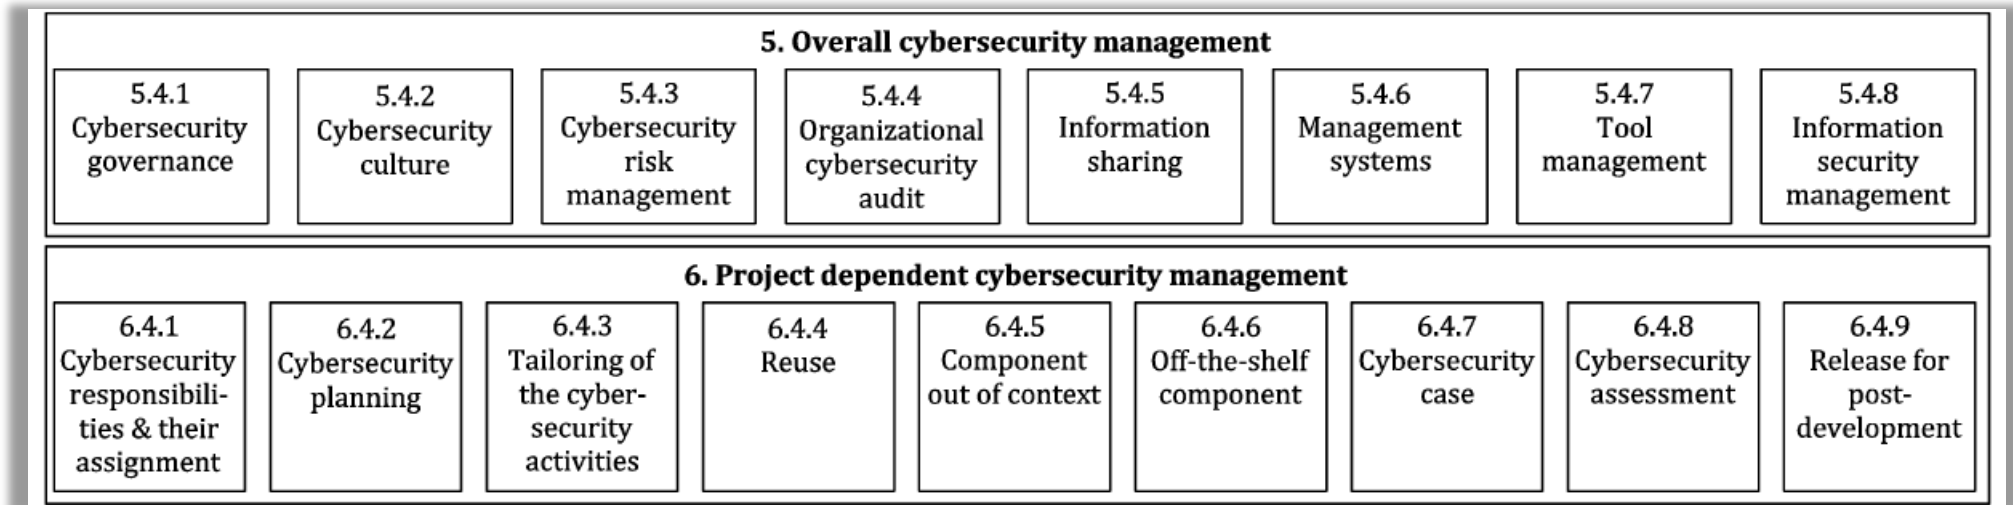 5. Overall cybersecurity management
5.4.1
Cybersecurity
governance
5.4.2
Cybersecurity
culture
5.4.3
Cybersecurity
risk
management
5.4.4
Organizational
cybersecurity
audit
5.4.5
Information
sharing
5.4.6
Management
systems
5.4.7
Tool
management
5.4.8
Information
security
management
6. Project dependent cybersecurity management
6.4.1
Cybersecurity
responsibili-
ties & their
assignment
6.4.2
Cybersecurity
planning
6.4.3
Tailoring of
the cyber-
security
activities
6.4.4
Reuse
6.4.5
Component
out of context
6.4.6
Off-the-shelf
component
6.4.7
Cybersecurity
case
6.4.8
Cybersecurity
assessment
6.4.9
Release for
post-
development